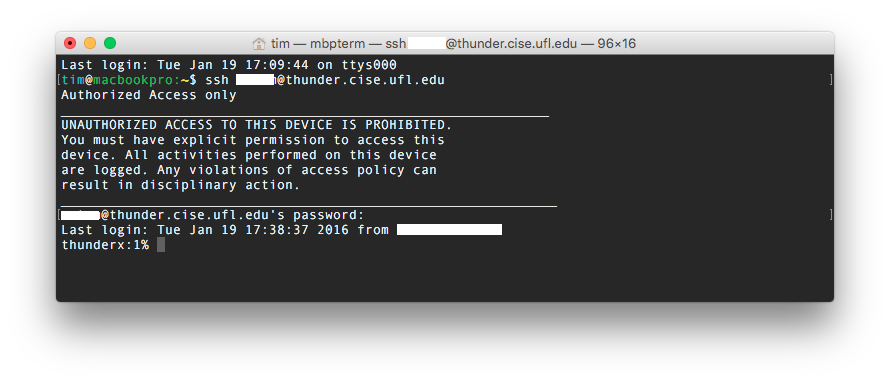 tim — mbpterm — ssh @thunder.cise.ufl.edu — 96×16
Last login: Tue Jan 19 17:09:44 on ttys000
[tim@macbookpro:~$ ssh @thunder.cise.ufl.edu ]
Authorized Access only
UNAUTHORIZED ACCESS TO THIS DEVICE IS PROHIBITED.
You must have explicit permission to access this
device. All activities performed on this device
are logged. Any violations of access policy can
result in disciplinary action.
[ @thunder.cise.ufl.edu's password: ]
Last login: Tue Jan 19 17:38:37 2016 from
thunderx:1%